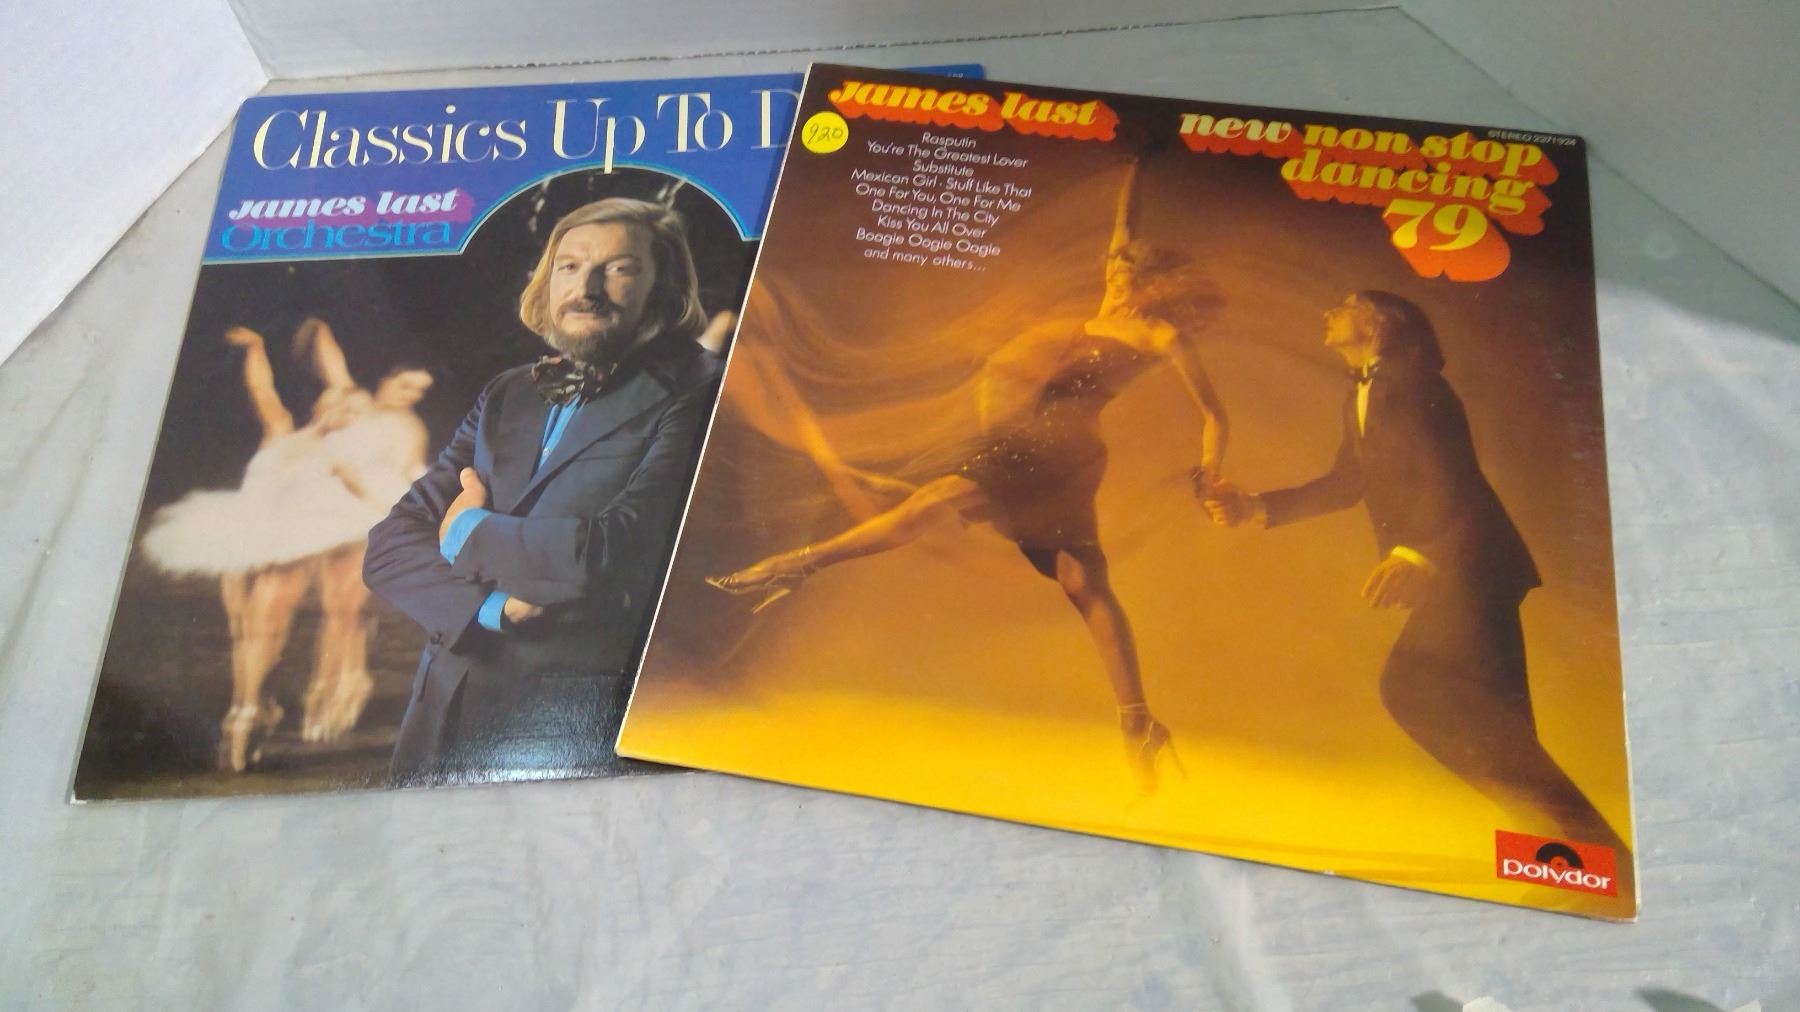 Classics Up To D
james last
Orchestra
920
james last
Rasputin
You're The Greatest Lover
Substitute
Mexican Girl · Stuff Like That
One For You, One For Me
Dancing In The City
Kiss You All Over
Boogie Oogie Oogie
and many others...
STEREO 2371 924
new non stop
dancing
79
polydor